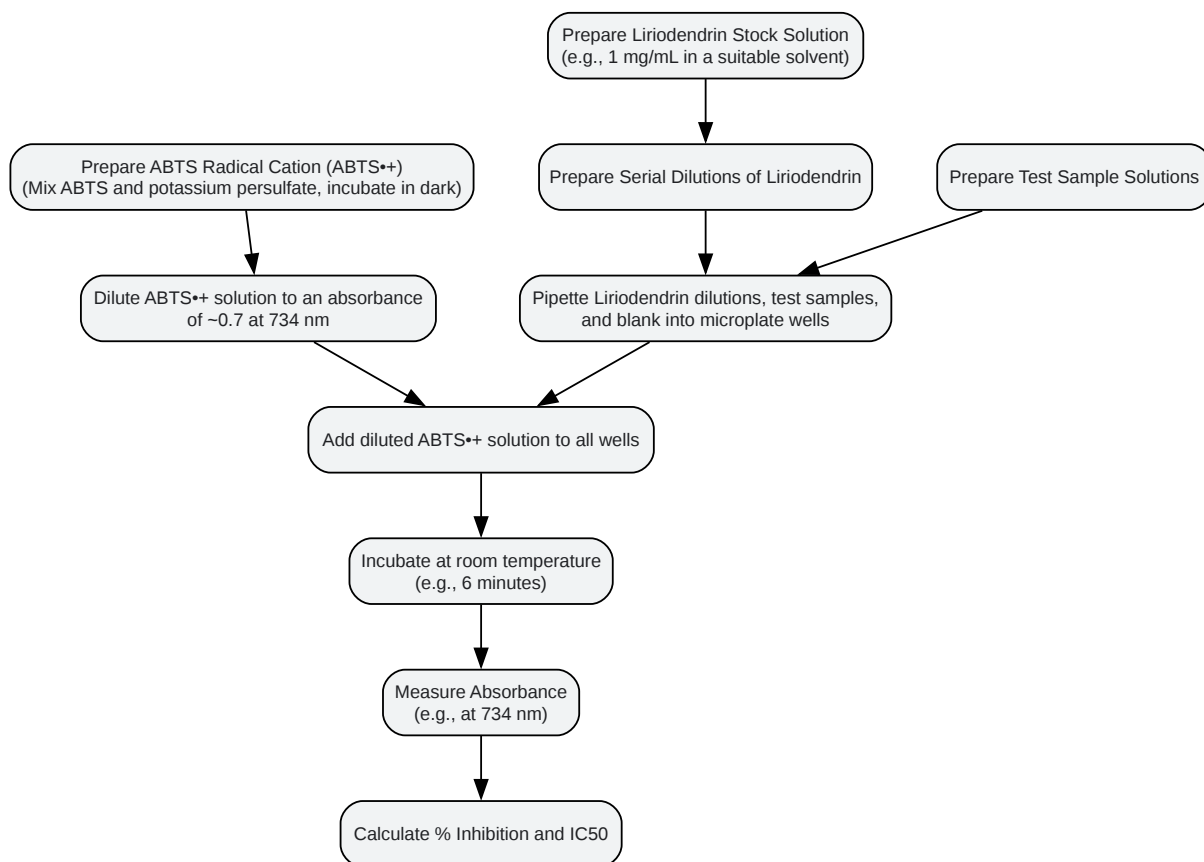 Prepare Liriodendrin Stock Solution
(e.g., 1 mg/mL in a suitable solvent)
Prepare ABTS Radical Cation (ABTS•+)
(Mix ABTS and potassium persulfate, incubate in dark)
Prepare Serial Dilutions of Liriodendrin
Prepare Test Sample Solutions
Dilute ABTS•+ solution to an absorbance
of ~0.7 at 734 nm
Pipette Liriodendrin dilutions, test samples,
and blank into microplate wells
Add diluted ABTS•+ solution to all wells
Incubate at room temperature
(e.g., 6 minutes)
Measure Absorbance
(e.g., at 734 nm)
Calculate % Inhibition and IC50